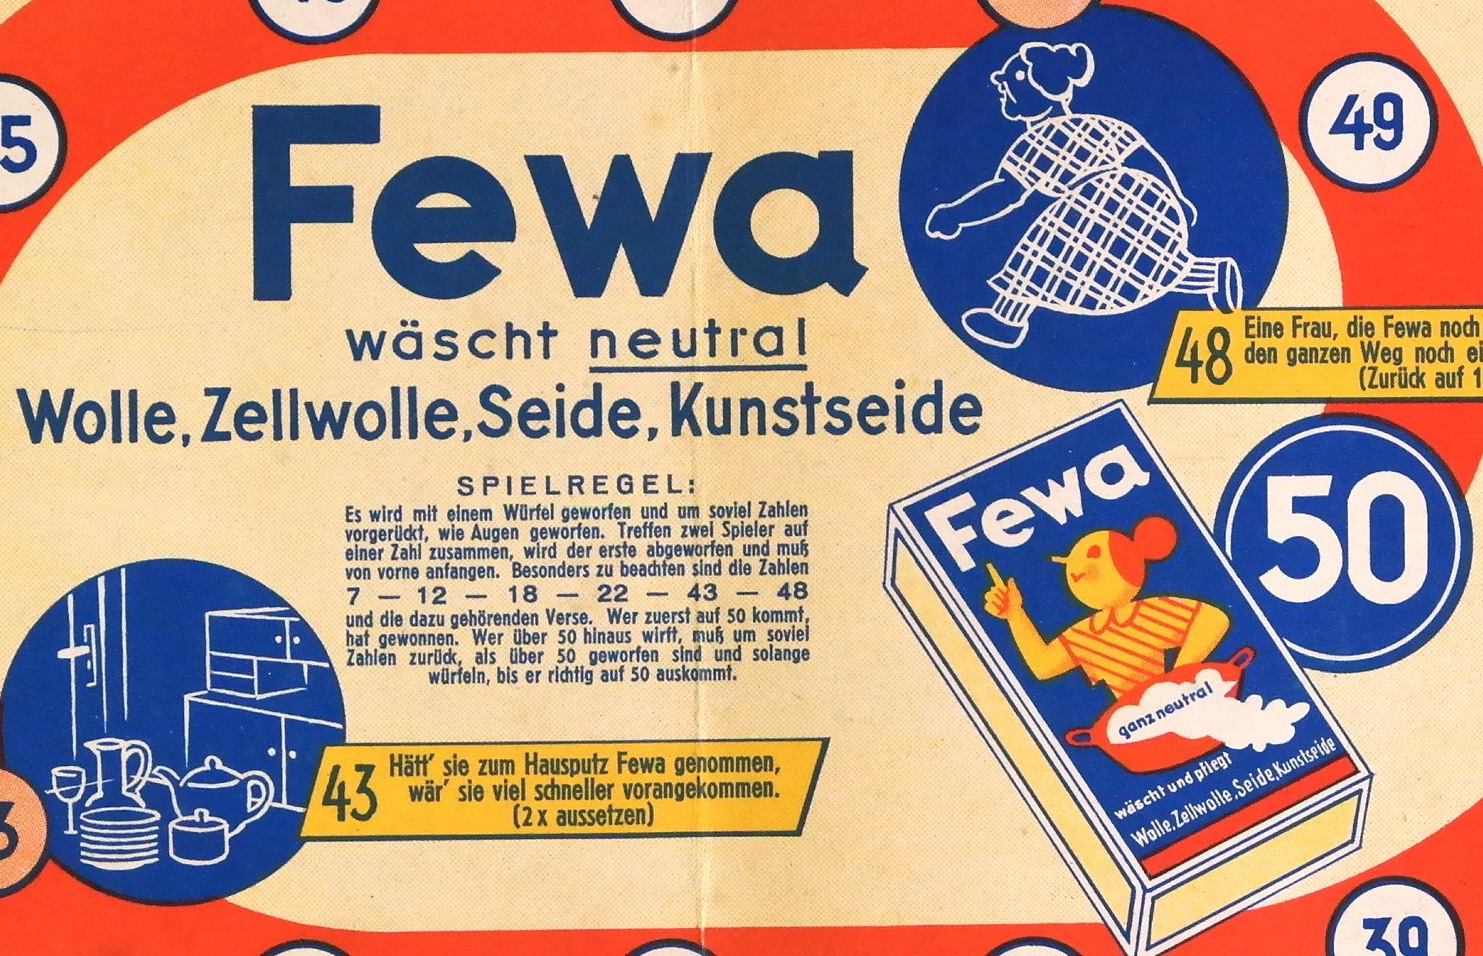 5
49
Fewa
wäscht neutral
Wolle, Zellwolle, Seide, Kunstseide
48 Eine Frau, die Fewa noch
den ganzen Weg noch ei
(Zurück auf 1
SPIELREGEL:
Es wird mit einem Würfel geworfen und um soviel Zahlen
vorgerückt, wie Augen geworfen. Treffen zwei Spieler auf
einer Zahl zusammen, wird der erste abgeworfen und muß
von vorne anfangen. Besonders zu beachten sind die Zahlen
7 — 12 — 18 — 22 — 43 — 48
und die dazu gehörenden Verse. Wer zuerst auf 50 kommt,
hat gewonnen. Wer über 50 hinaus wirft, muß um soviel
Zahlen zurück, als über 50 geworfen sind und solange
würfeln, bis er richtig auf 50 auskommt.
50
Fewa
ganz neutral
wäscht und pflegt
Wolle, Zellwolle, Seide, Kunstseide
43 Hätt' sie zum Hausputz Fewa genommen,
wär' sie viel schneller vorangekommen.
(2x aussetzen)
39